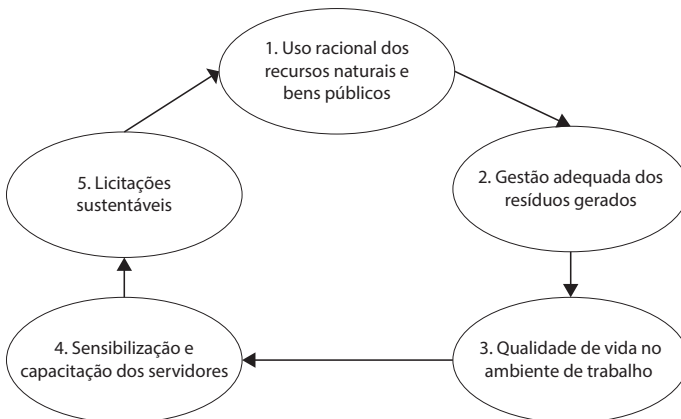 1. Uso racional dos
recursos naturais e
bens públicos
2. Gestão adequada dos
resíduos gerados
3. Qualidade de vida no
ambiente de trabalho
4. Sensibilização e
capacitação dos servidores
5. Licitações
sustentáveis